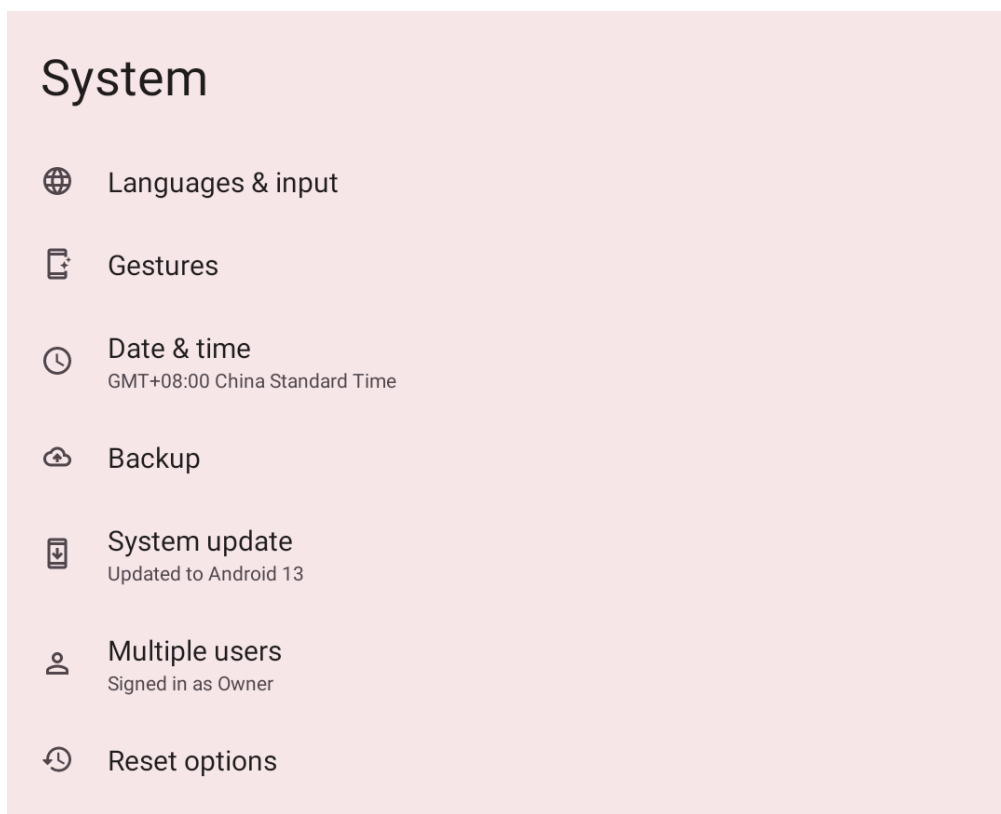 System
Languages & input
Gestures
Date & time
GMT+08:00 China Standard Time
Backup
System update
Updated to Android 13
Multiple users
Signed in as Owner
Reset options